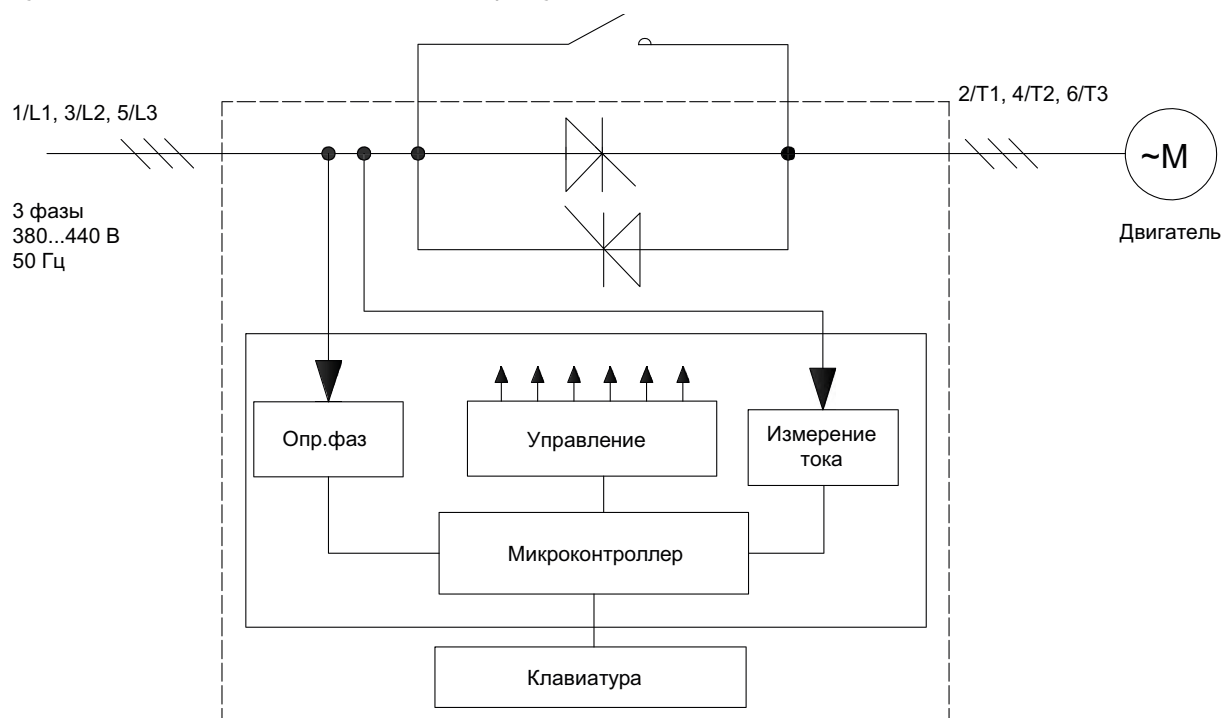 1/L1, 3/L2, 5/L3
2/T1, 4/T2, 6/T3
~M
3 фазы
380...440 В
50 Гц
Двигатель
Опр.фаз
Управление
Измерение
тока
Микроконтроллер
Клавиатура